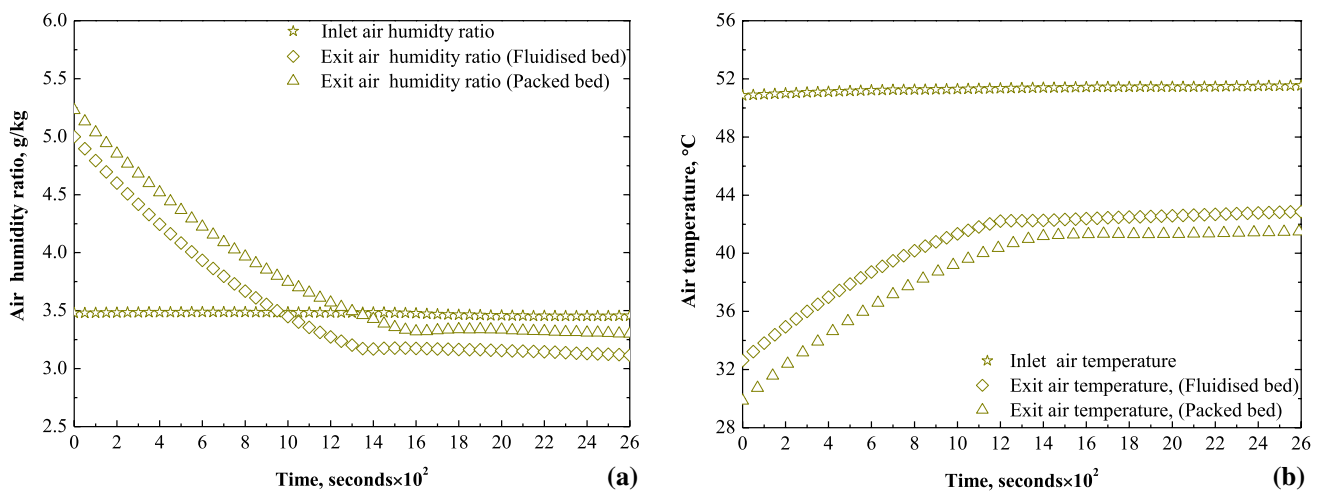 6.0
5.5
5.0
4.5
4.0
3.5
3.0
2.5
Air humidity ratio, g/kg
Inlet air humidty ratio
Exit air humidity ratio (Fluidised bed)
Exit air humidity ratio (Packed bed)
0 2 4 6 8 10 12 14 16 18 20 22 24 26
Time, seconds×10²
(a)
56
52
48
44
40
36
32
28
Air temperature, °C
Inlet air temperature
Exit air temperature, (Fluidised bed)
Exit air temperature, (Packed bed)
0 2 4 6 8 10 12 14 16 18 20 22 24 26
Time, seconds×10²
(b)